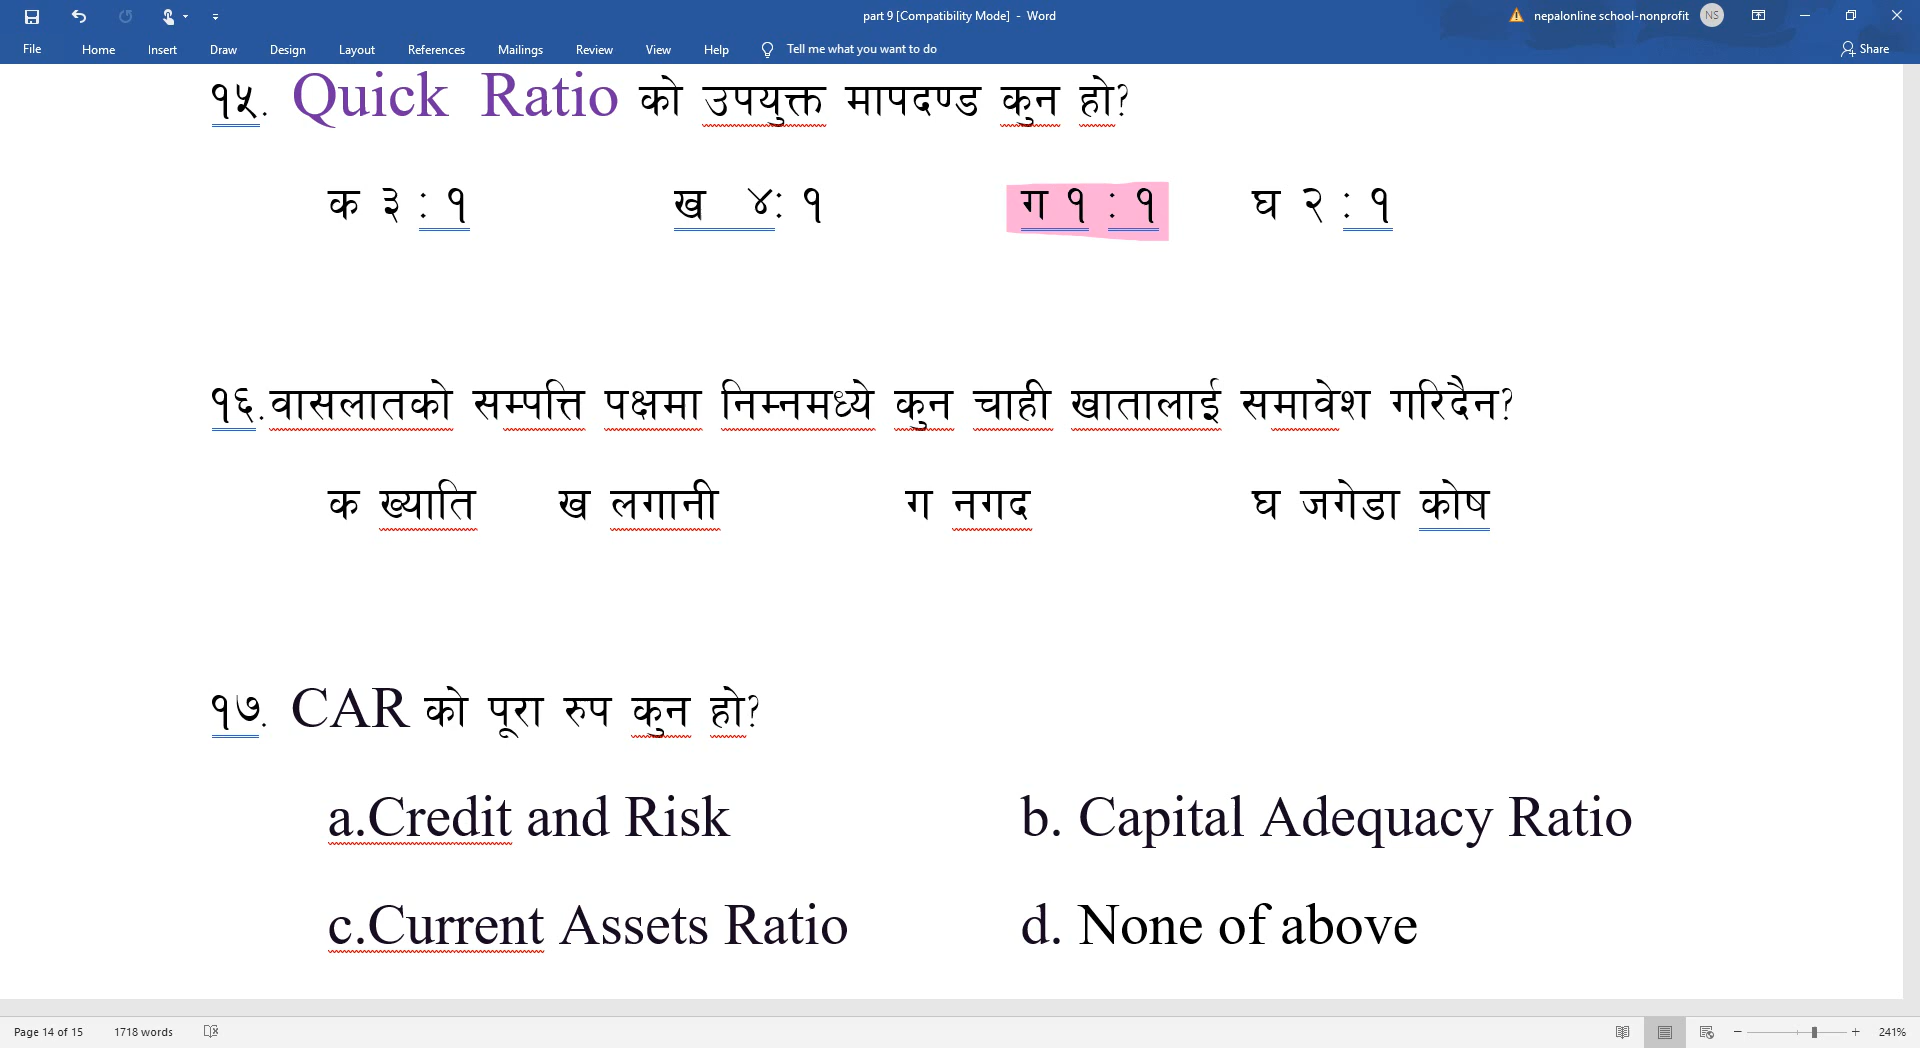 part 9 [Compatibility Mode] - Word
nepalonline school-nonprofit NS
File Home Insert Draw Design Layout References Mailings Review View Help Tell me what you want to do Share
१५. Quick Ratio को उपयुक्त मापदण्ड कुन हो?
क ३ : १ ख ४: १ ग १ : १ घ २ : १
१६.वासलातको सम्पत्ति पक्षमा निम्नमध्ये कुन चाही खातालाई समावेश गरिदैन?
क ख्याति ख लगानी ग नगद घ जगेडा कोष
१७. CAR को पूरा रुप कुन हो?
a.Credit and Risk b. Capital Adequacy Ratio
c.Current Assets Ratio d. None of above
Page 14 of 15 1718 words 241%